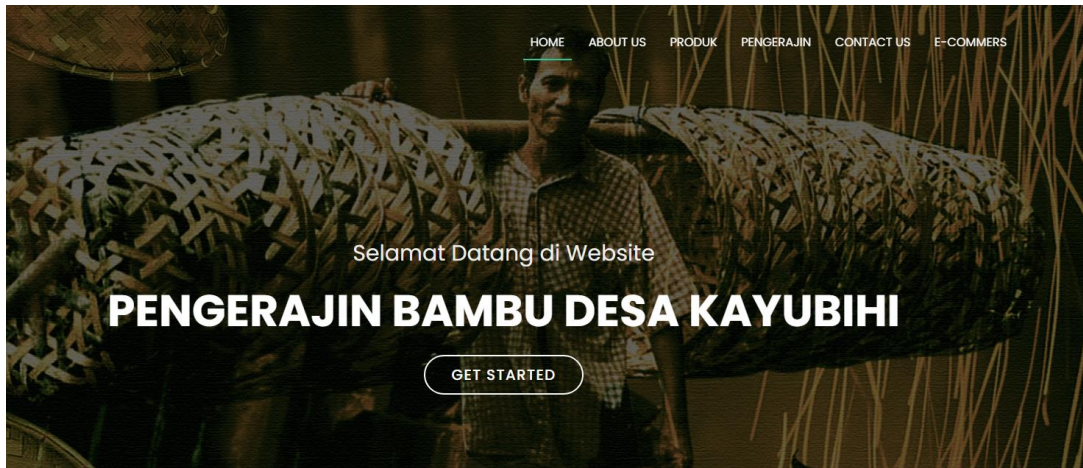 HOME ABOUT US PRODUK PENGERAJIN CONTACT US E-COMMERS
Selamat Datang di Website
PENGERAJIN BAMBU DESA KAYUBIHI
GET STARTED